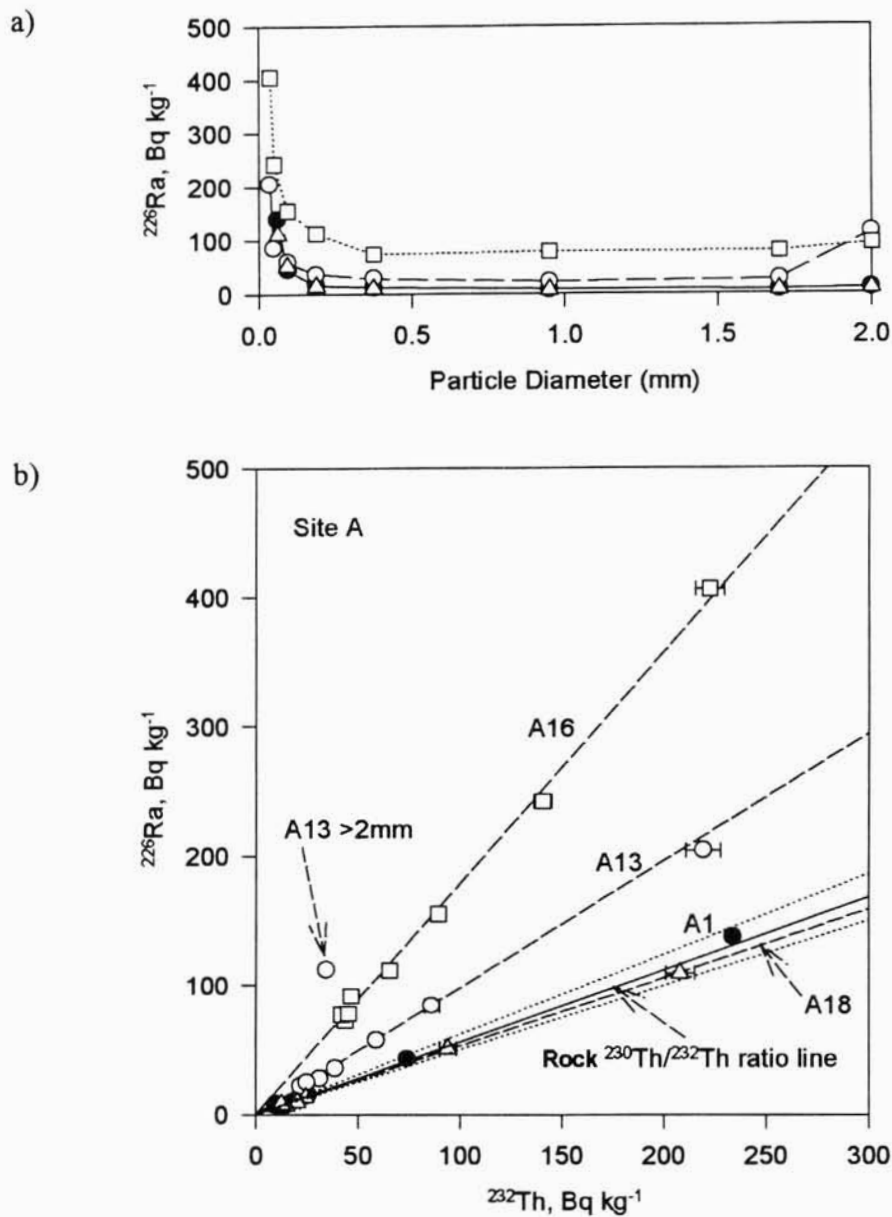 a)
500
400
300
200
100
0
²²⁶Ra, Bq kg⁻¹
0.0 0.5 1.0 1.5 2.0
Particle Diameter (mm)
b)
500
400
300
200
100
0
²²⁶Ra, Bq kg⁻¹
Site A
A16
A13 >2mm
A13
A1
A18
Rock ²³⁰Th/²³²Th ratio line
0 50 100 150 200 250 300
²³²Th, Bq kg⁻¹